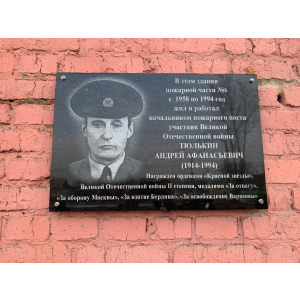 В этом здании
пожарной части №6
с 1958 по 1994 год
жил и работал
начальником пожарного поста
участник Великой
Отечественной войны
ТЮЛЬКИН
АНДРЕЙ АФАНАСЬЕВИЧ
(1914-1994)
Награжден орденами «Красной звезды»,
Великой Отечественной войны II степени, медалями «За отвагу»,
«За оборону Москвы», «За взятие Берлина», «За освобождение Варшавы»